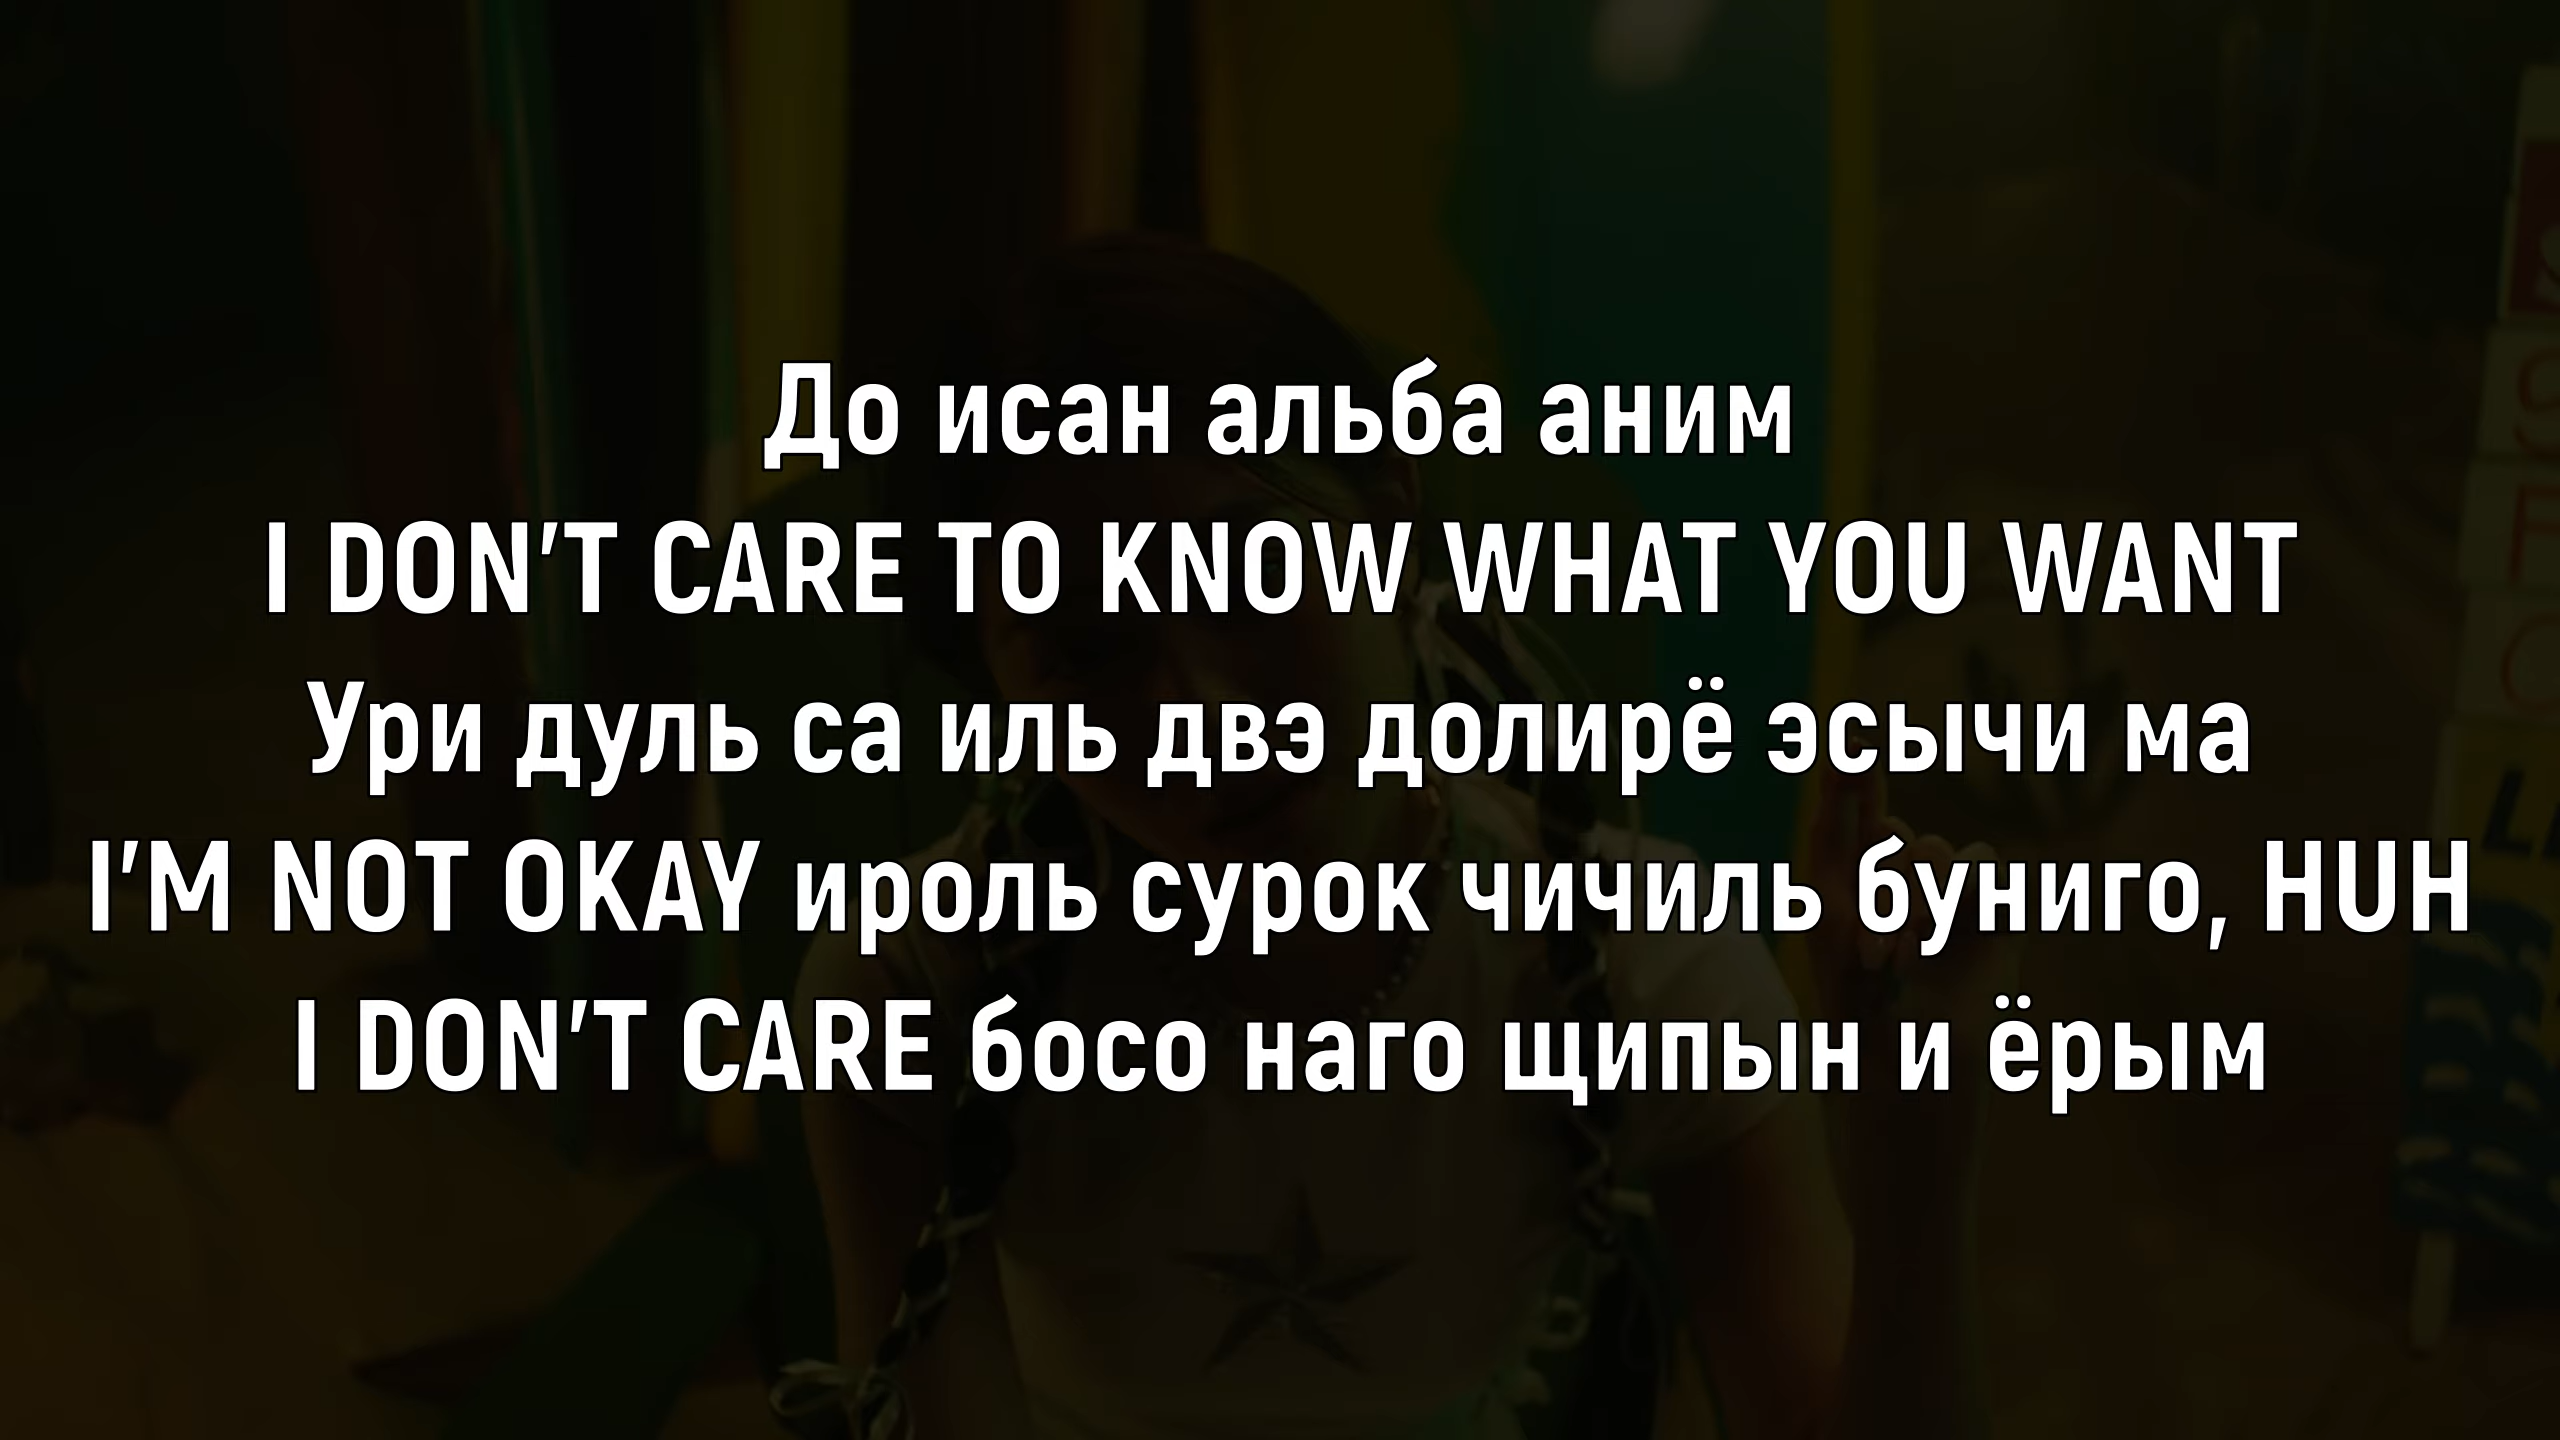 До исан альба аним
I DON'T CARE TO KNOW WHAT YOU WANT
Ури дуль са иль двэ долирё эсычи ма
I'M NOT OKAY ироль сурок чичиль буниго, HUH
I DON'T CARE босо наго щипын и ёрым